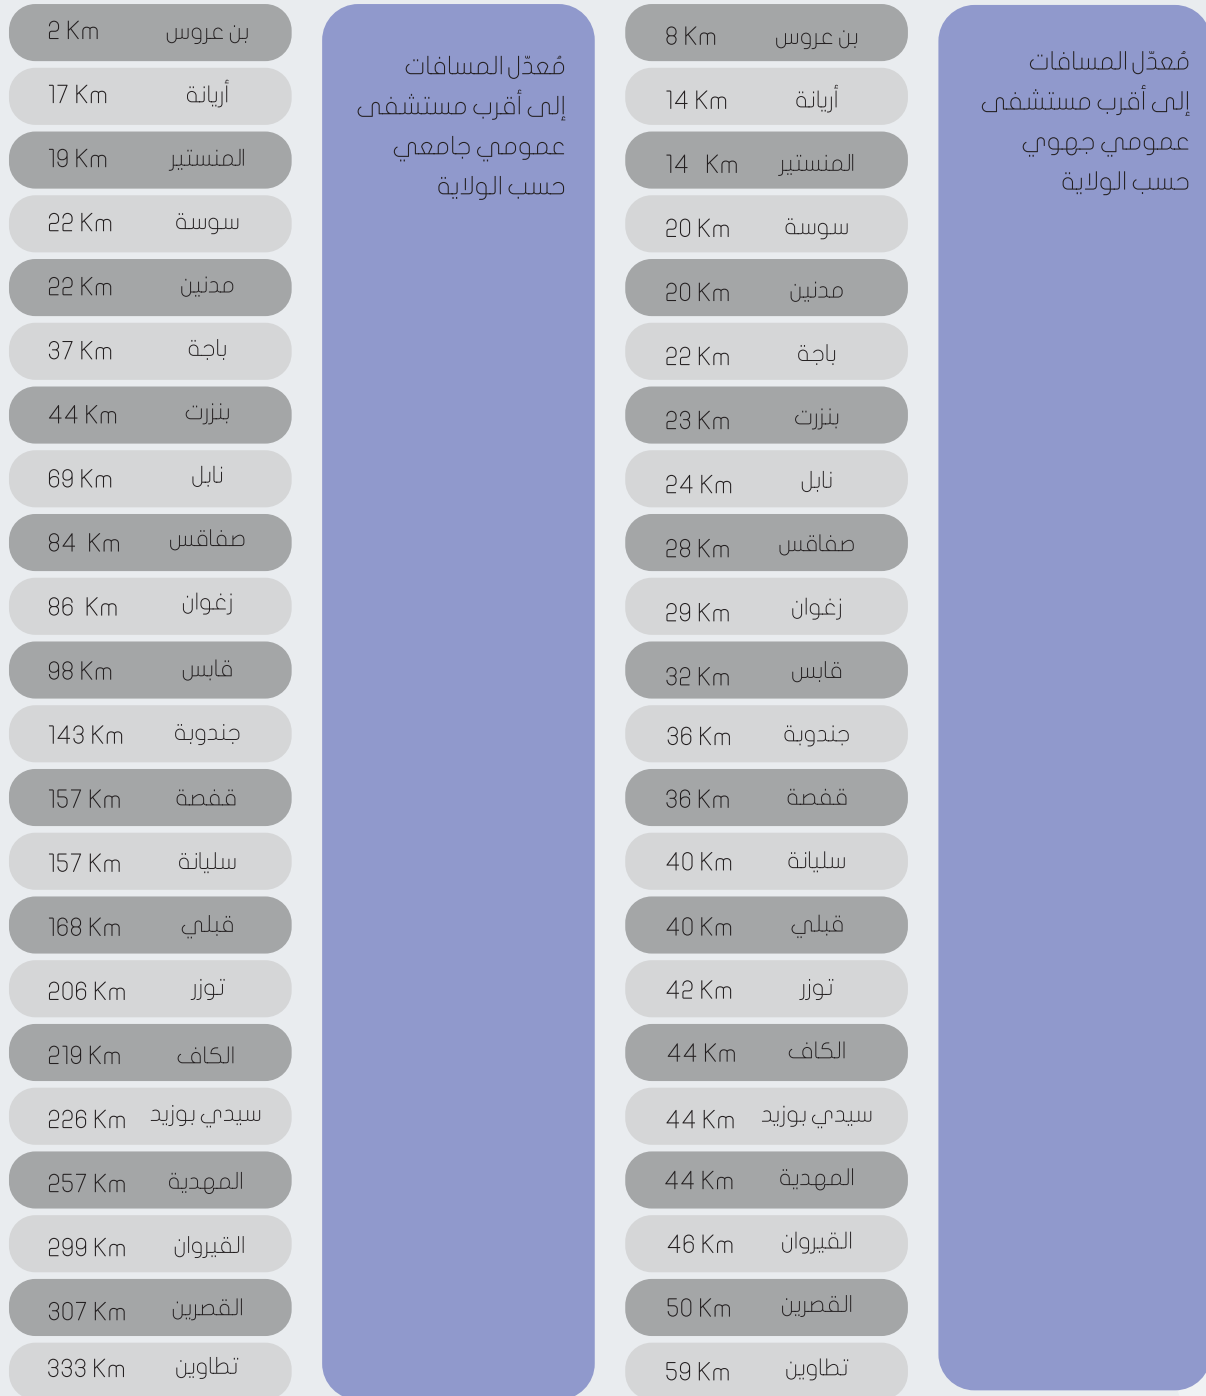 مُعدّل المسافات
إلى أقرب مستشفى
عمومي جهوي
حسب الولاية
بن عروس 8 Km
أريانة 14 Km
المنستير 14 Km
سوسة 20 Km
مدنين 20 Km
باجة 22 Km
بنزرت 23 Km
نابل 24 Km
صفاقس 28 Km
زغوان 29 Km
قابس 32 Km
جندوبة 36 Km
قفصة 36 Km
سليانة 40 Km
قبلي 40 Km
توزر 42 Km
الكاف 44 Km
سيدي بوزيد 44 Km
المهدية 44 Km
القيروان 46 Km
القصرين 50 Km
تطاوين 59 Km
مُعدّل المسافات
إلى أقرب مستشفى
عمومي جامعي
حسب الولاية
بن عروس 2 Km
أريانة 17 Km
المنستير 19 Km
سوسة 22 Km
مدنين 22 Km
باجة 37 Km
بنزرت 44 Km
نابل 69 Km
صفاقس 84 Km
زغوان 86 Km
قابس 98 Km
جندوبة 143 Km
قفصة 157 Km
سليانة 157 Km
قبلي 168 Km
توزر 206 Km
الكاف 219 Km
سيدي بوزيد 226 Km
المهدية 257 Km
القيروان 299 Km
القصرين 307 Km
تطاوين 333 Km